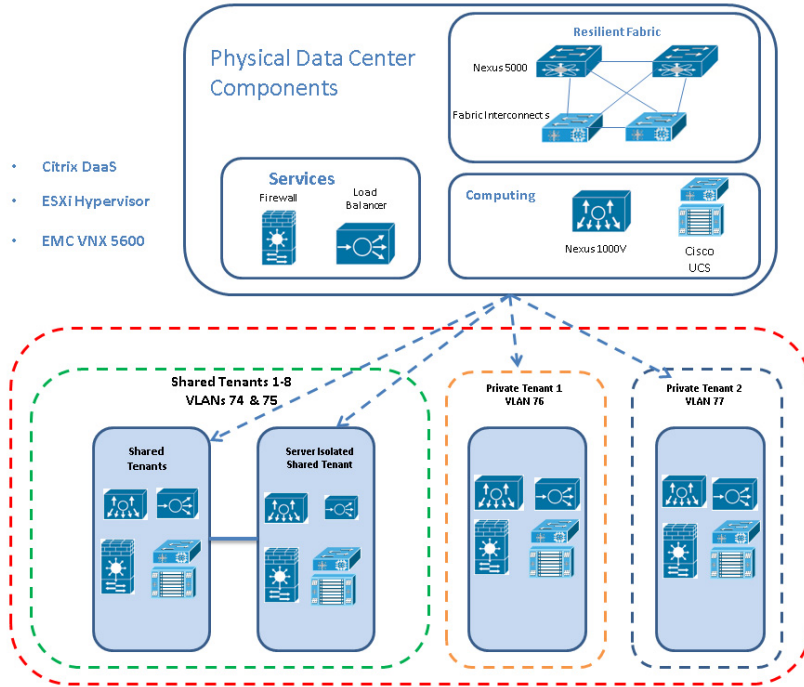 Physical Data Center
Components
Resilient Fabric
Nexus 5000
Fabric Interconnects
• Citrix DaaS
• ESXi Hypervisor
• EMC VNX 5600
Services
Firewall
Load
Balancer
Computing
Nexus 1000V
Cisco
UCS
Shared Tenants 1-8
VLANs 74 & 75
Private Tenant 1
VLAN 76
Private Tenant 2
VLAN 77
Shared
Tenants
Server Isolated
Shared Tenant